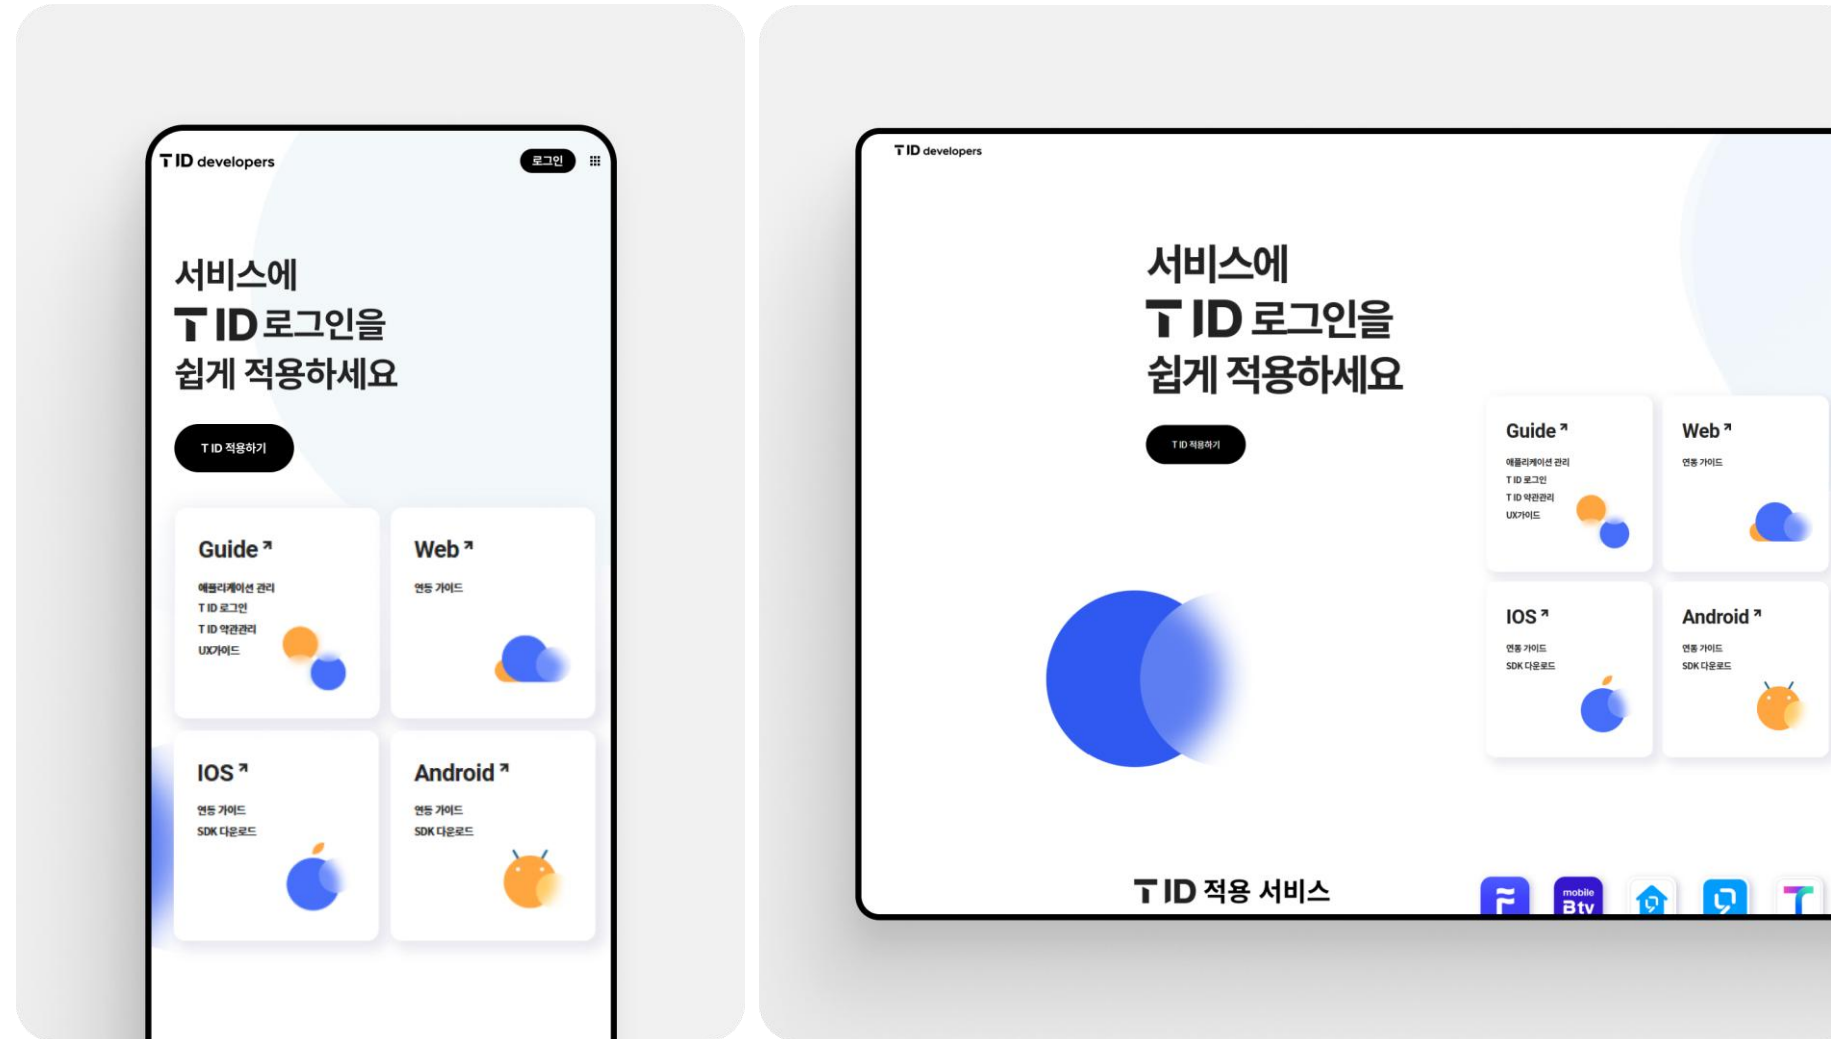 T ID developers
로그인
서비스에
T ID 로그인을
쉽게 적용하세요
T ID 적용하기
Guide
애플리케이션 관리
T ID 로그인
T ID 약관관리
UX가이드
Web
연동 가이드
IOS
연동 가이드
SDK 다운로드
Android
연동 가이드
SDK 다운로드
T ID developers
서비스에
T ID 로그인을
쉽게 적용하세요
T ID 적용하기
Guide
애플리케이션 관리
T ID 로그인
T ID 약관관리
UX가이드
Web
연동 가이드
IOS
연동 가이드
SDK 다운로드
Android
연동 가이드
SDK 다운로드
T ID 적용 서비스
mobile
Btv